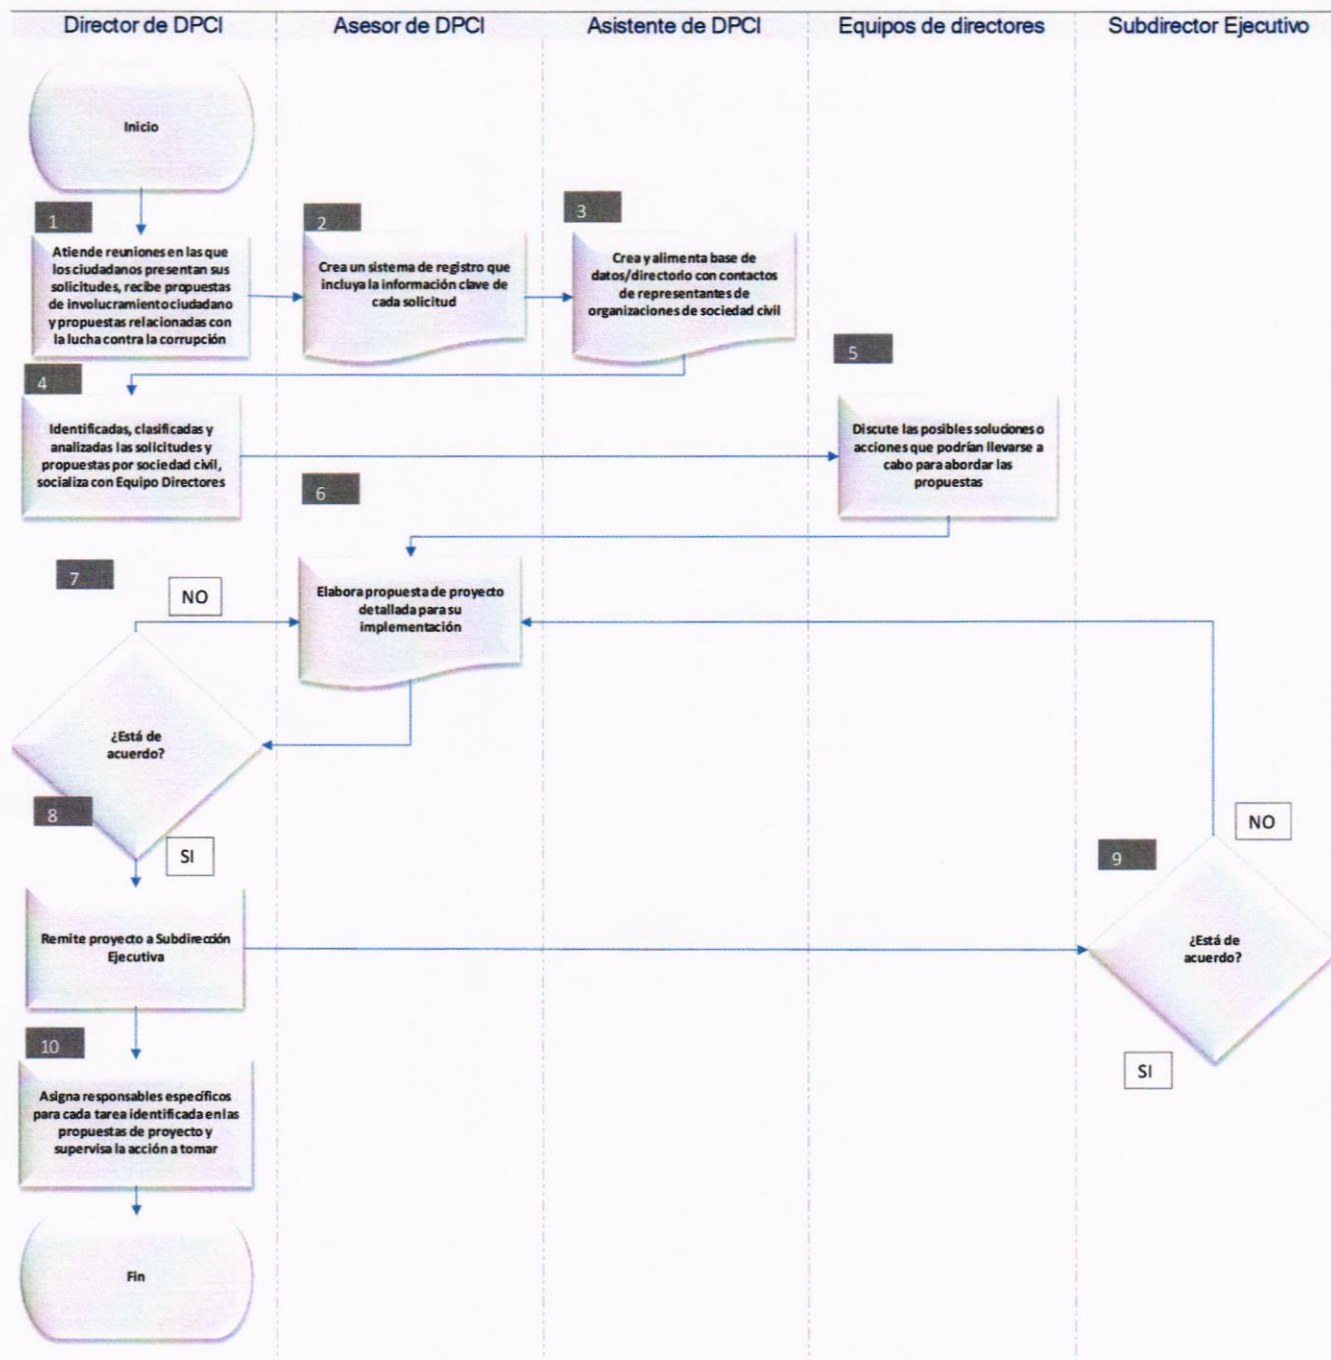 Director de DPCI
Asesor de DPCI
Asistente de DPCI
Equipos de directores
Subdirector Ejecutivo
Inicio
1
Atiende reuniones en las que
los ciudadanos presentan sus
solicitudes, recibe propuestas
de involucramiento ciudadano
y propuestas relacionadas con
la lucha contra la corrupción
2
Crea un sistema de registro que
incluya la información clave de
cada solicitud
3
Crea y alimenta base de
datos/directorio con contactos
de representantes de
organizaciones de sociedad civil
4
Identificadas, clasificadas y
analizadas las solicitudes y
propuestas por sociedad civil,
socializa con Equipo Directores
5
Discute las posibles soluciones o
acciones que podrían llevarse a
cabo para abordar las
propuestas
6
Elabora propuesta de proyecto
detallada para su
implementación
7
NO
¿Está de
acuerdo?
8
SI
Remite proyecto a Subdirección
Ejecutiva
9
NO
¿Está de
acuerdo?
SI
10
Asigna responsables específicos
para cada tarea identificada en las
propuestas de proyecto y
supervisa la acción a tomar
Fin